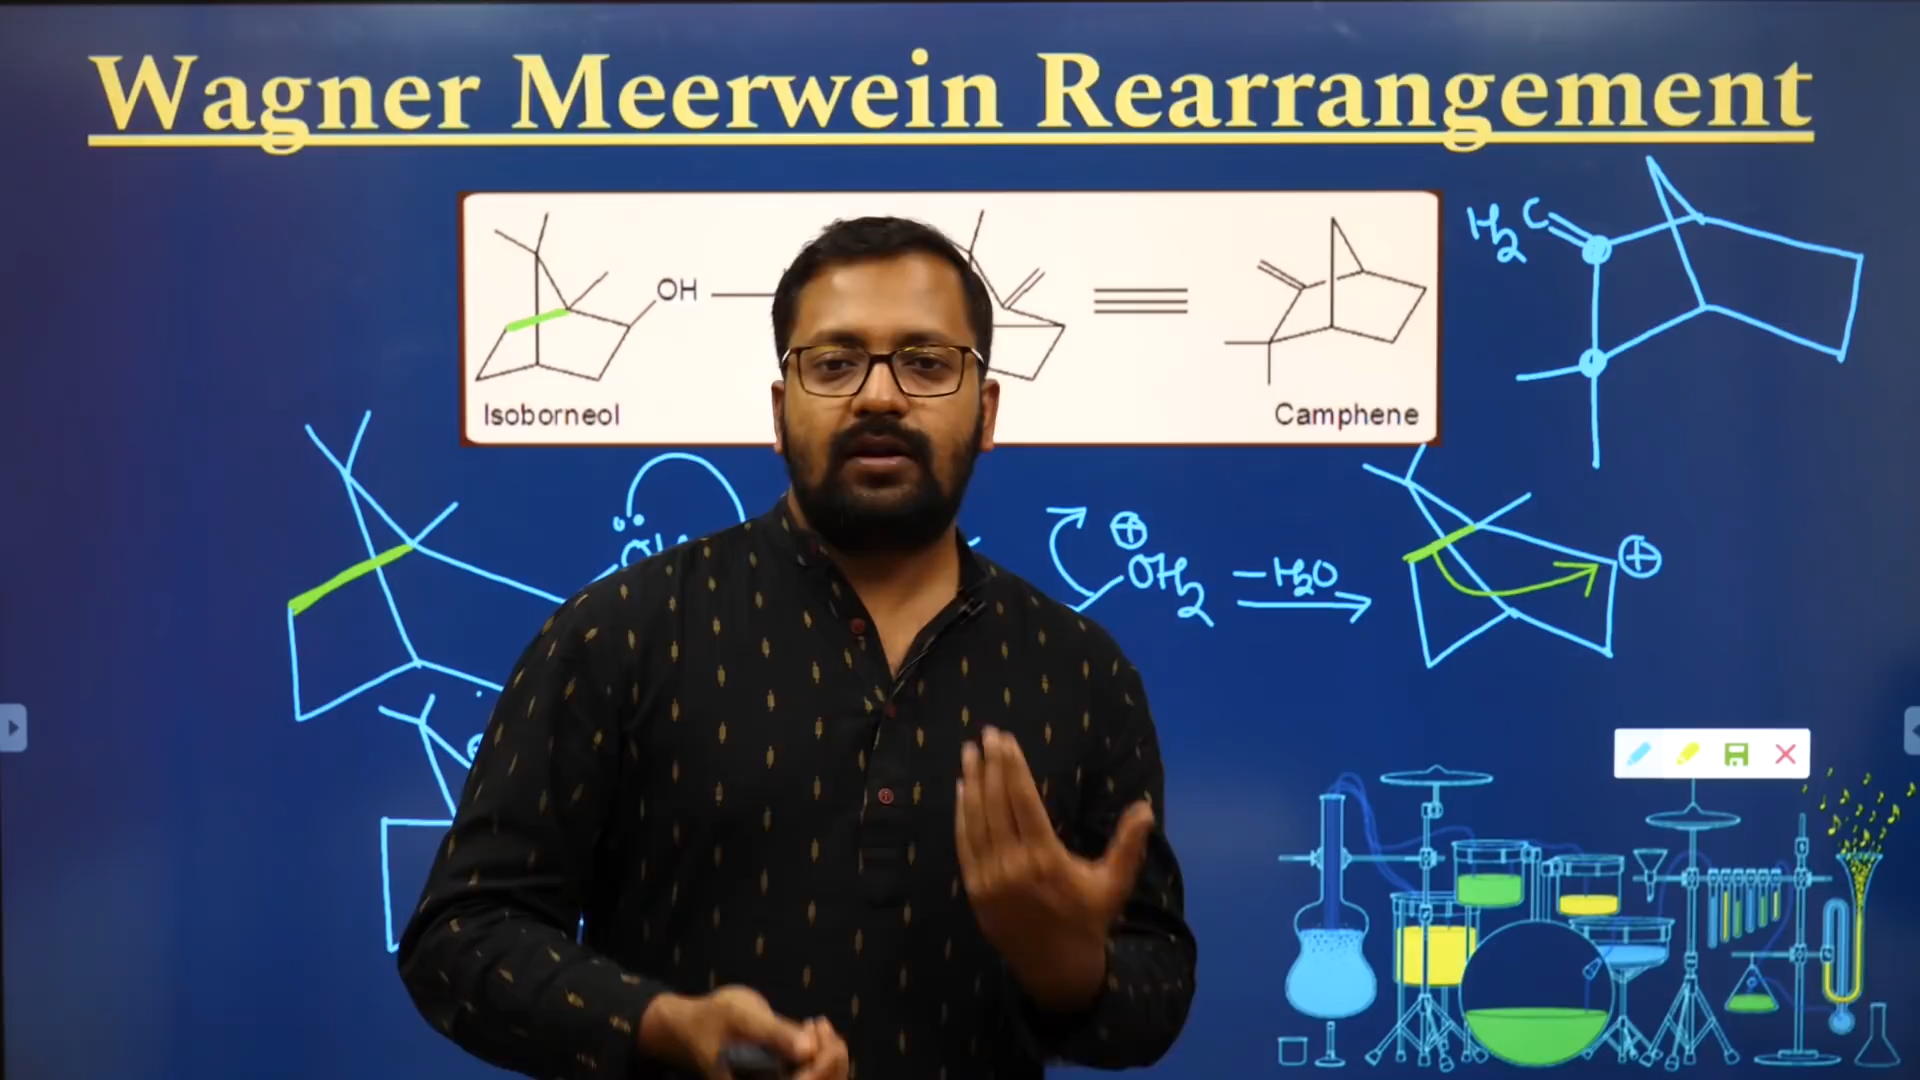 Wagner Meerwein Rearrangement
OH
Isoborneol
Camphene
H₂C
⊕
OH₂
-H₂O
⊕